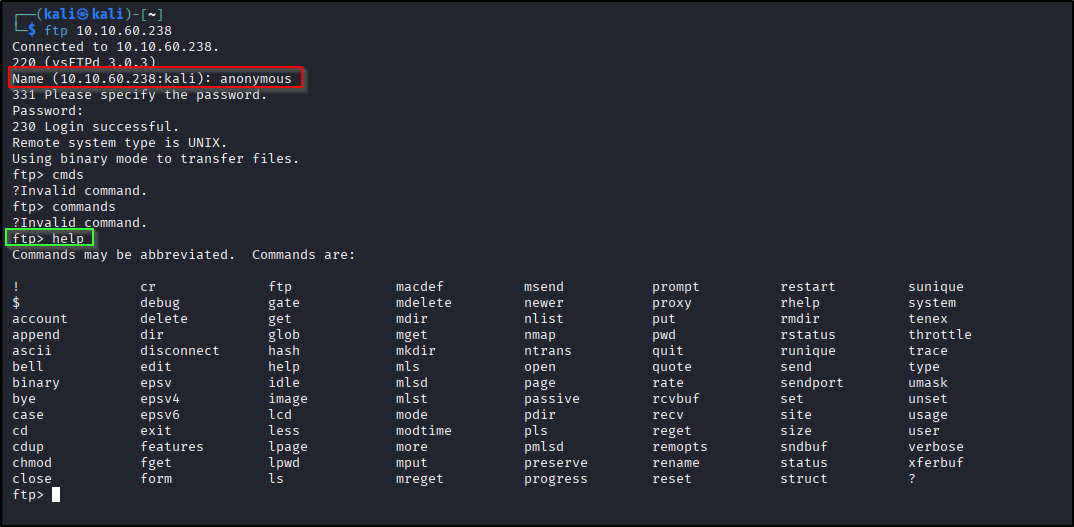 ┌──(kali㉿kali)-[~]
└─$ ftp 10.10.60.238
Connected to 10.10.60.238.
220 (vsFTPd 3.0.3)
Name (10.10.60.238:kali): anonymous
331 Please specify the password.
Password:
230 Login successful.
Remote system type is UNIX.
Using binary mode to transfer files.
ftp> cmds
?Invalid command.
ftp> commands
?Invalid command.
ftp> help
Commands may be abbreviated.  Commands are:

!               cr              ftp             macdef          msend           prompt          restart         sunique
$               debug           gate            mdelete         newer           proxy           rhelp           system
account         delete          get             mdir            nlist           put             rmdir           tenex
append          dir             glob            mget            nmap            pwd             rstatus         throttle
ascii           disconnect      hash            mkdir           ntrans          quit            runique         trace
bell            edit            help            mls             open            quote           send            type
binary          epsv            idle            mlsd            page            rate            sendport        umask
bye             epsv4           image           mlst            passive         rcvbuf          set             unset
case            epsv6           lcd             mode            pdir            recv            site            usage
cd              exit            less            modtime         pls             reget           size            user
cdup            features        lpage           more            pmlsd           remopts         sndbuf          verbose
chmod           fget            lpwd            mput            preserve        rename          status          xferbuf
close           form            ls              mreget          progress        reset           struct          ?
ftp>